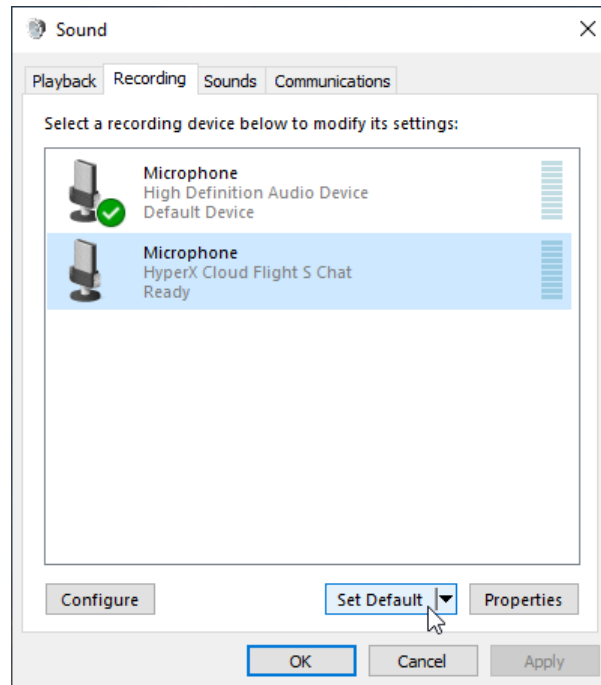 Sound
Playback Recording Sounds Communications
Select a recording device below to modify its settings:
Microphone
High Definition Audio Device
Default Device
Microphone
HyperX Cloud Flight S Chat
Ready
Configure Set Default Properties
OK Cancel Apply